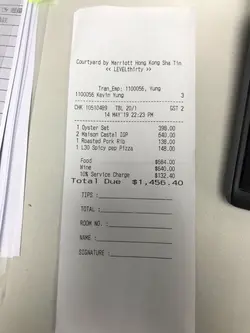 Courtyard by Marriott Hong Kong Sha Tin
<< LEVELthirty >>
Tran_Emp: 1100056, Yung
1100056 Kevin Yung 3
CHK 10510489 TBL 20/1 GST 2
14 MAY'19 22:23 PM
1 Oyster Set 398.00
2 Maison Castel IGP 640.00
1 Roasted Pork Rib 138.00
1 L30 Spicy pep Pizza 148.00
Food $684.00
Wine $640.00
10% Service Charge $132.40
Total Due $1,456.40
TIPS :
TOTAL :
ROOM NO. :
NAME :
SIGNATURE :